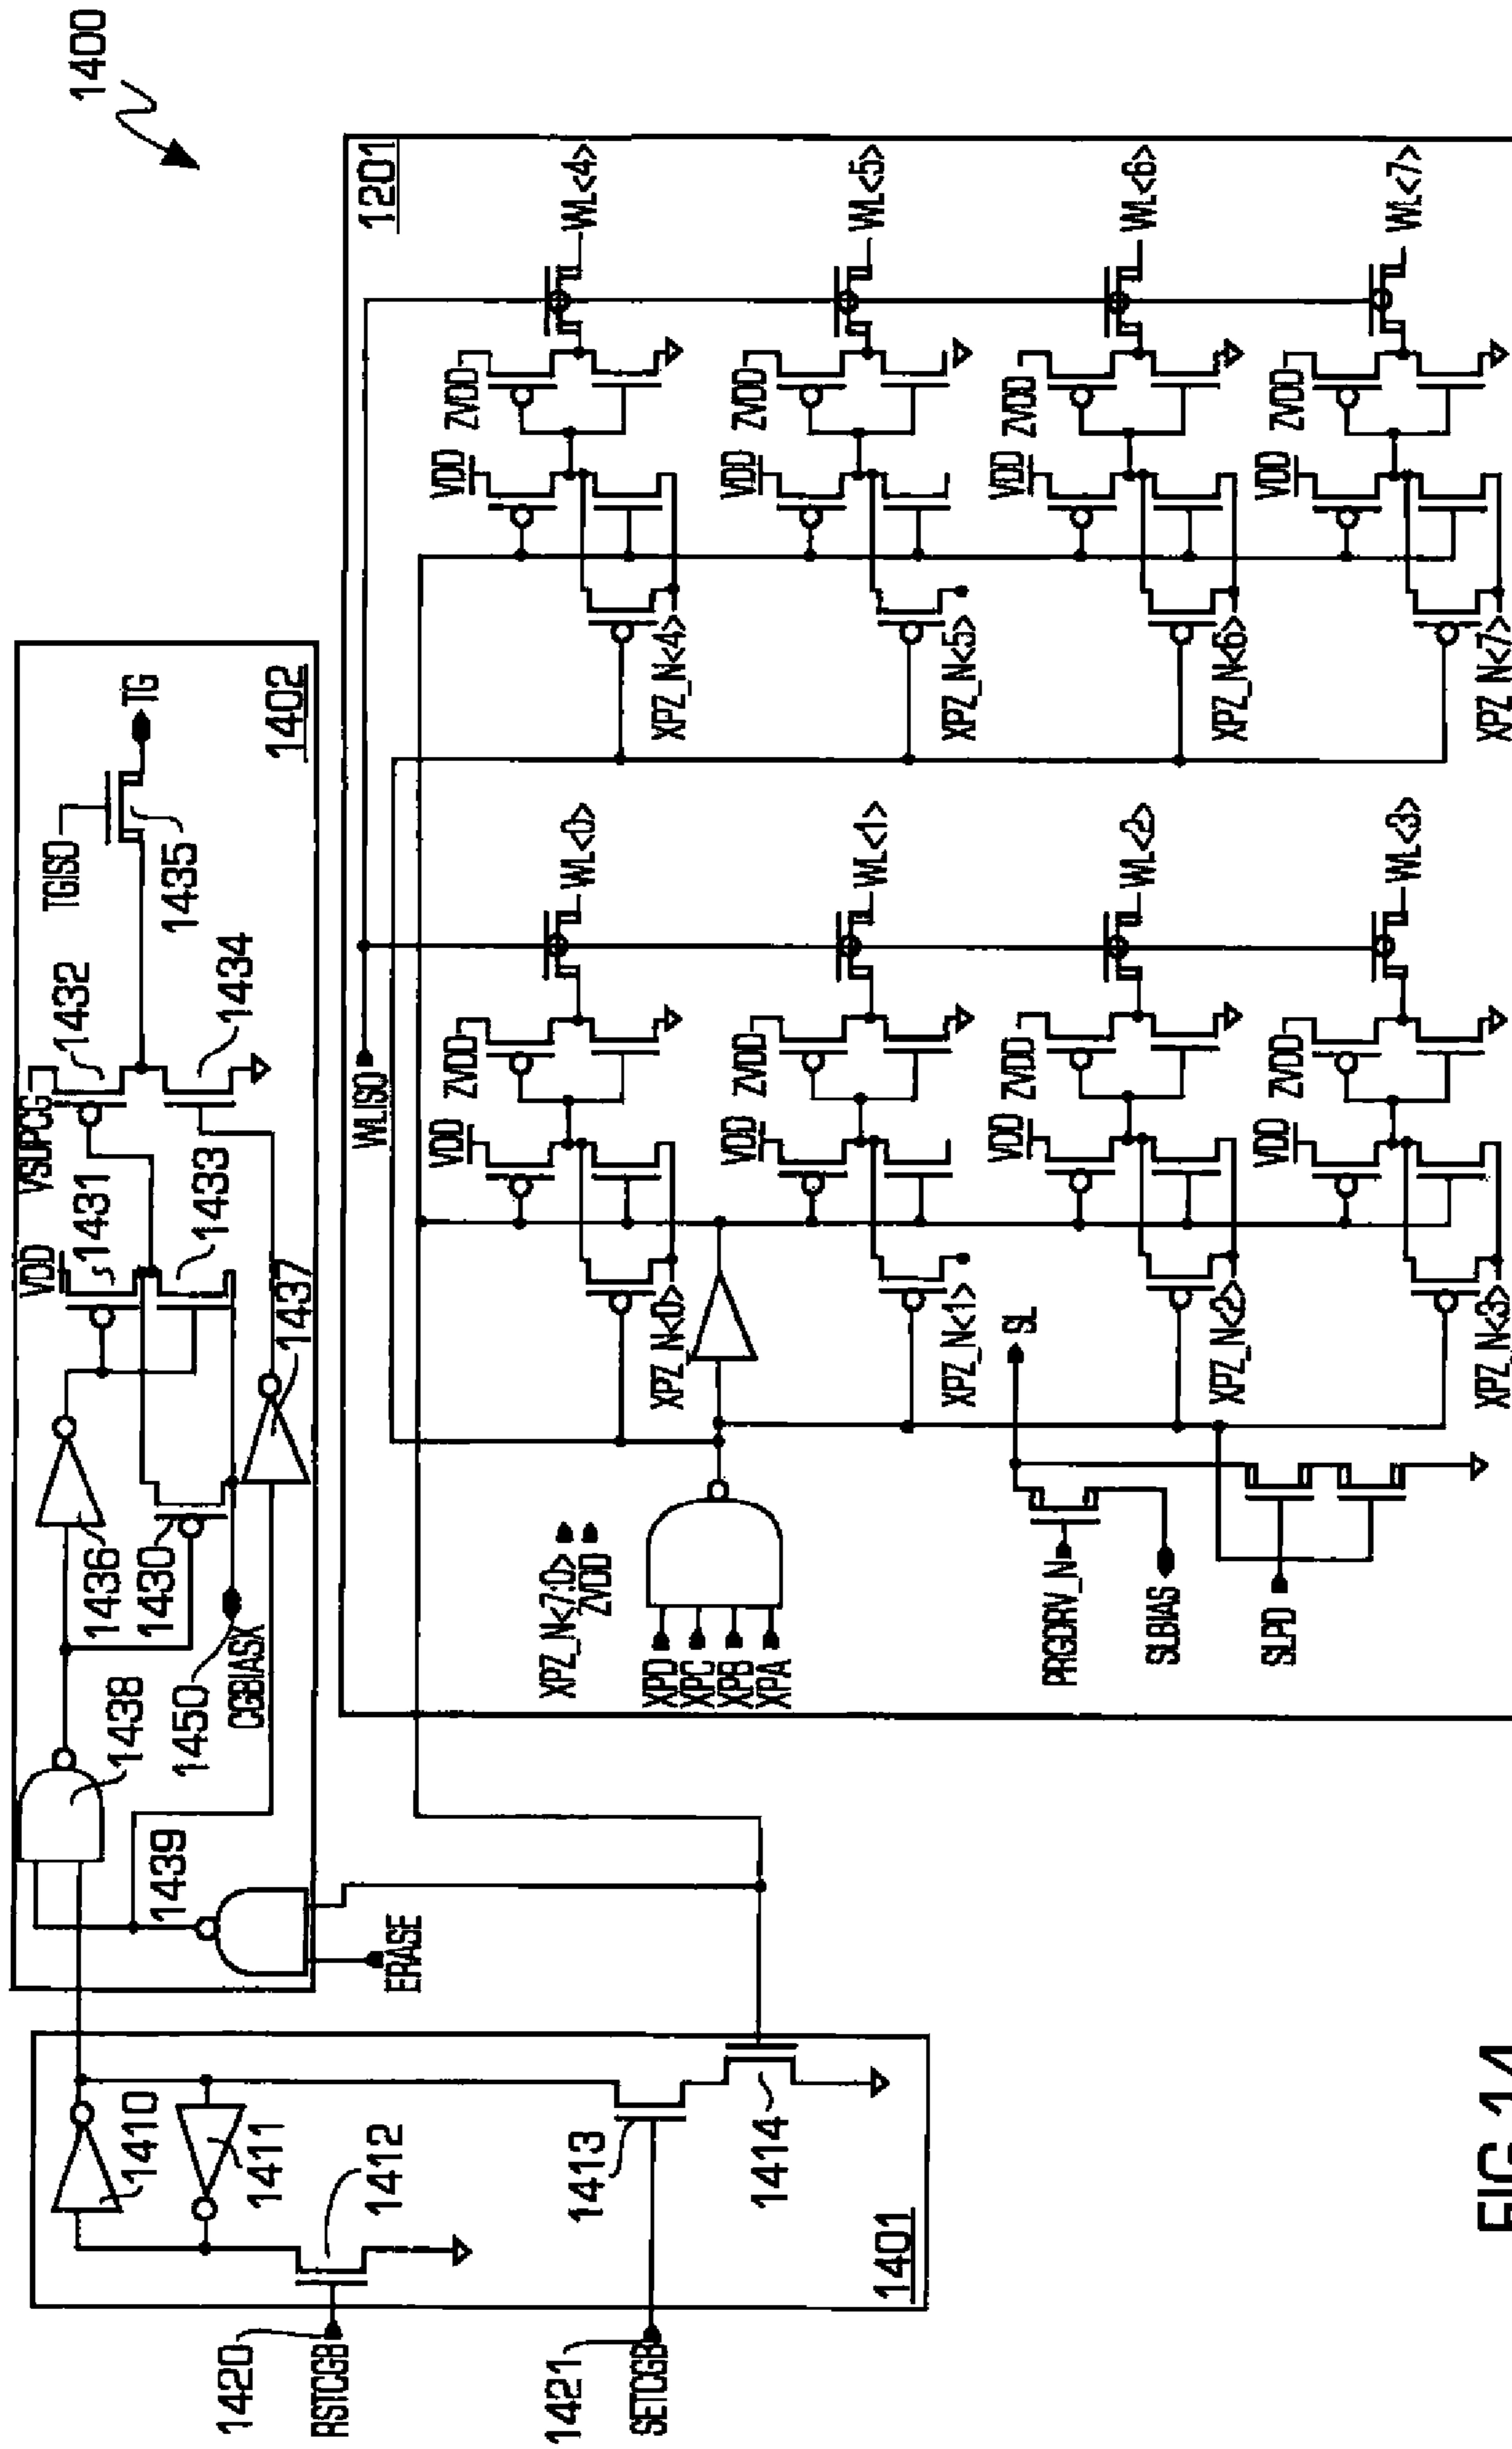 1400
1402
VDD
VSUPCG
1432
TGISO
TG
1431
1433
1434
1435
1436
1430
1450
CGBIASX
1437
1438
1439
ERASE
1410
1411
1412
1413
1414
1401
1420
RSTCGB
1421
SETCGB
1201
WLISO
XPZ_N<7:0>
ZVDD
XPD
XPC
XPB
XPA
PRGDRV_N
SLBIAS
SLPD
SL
VDD
ZVDD
XPZ_N<0>
WL<0>
VDD
ZVDD
XPZ_N<1>
WL<1>
VDD
ZVDD
XPZ_N<2>
WL<2>
VDD
ZVDD
XPZ_N<3>
WL<3>
VDD
ZVDD
XPZ_N<4>
WL<4>
VDD
ZVDD
XPZ_N<5>
WL<5>
VDD
ZVDD
XPZ_N<6>
WL<6>
VDD
ZVDD
XPZ_N<7>
WL<7>
FIG.14